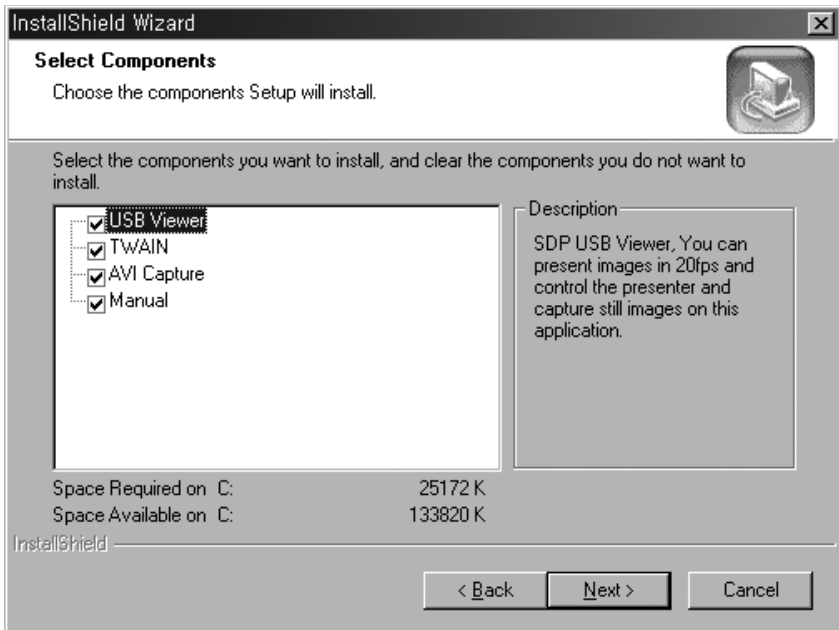 InstallShield Wizard
Select Components
Choose the components Setup will install.
Select the components you want to install, and clear the components you do not want to
install.
USB Viewer
TWAIN
AVI Capture
Manual
Description
SDP USB Viewer, You can
present images in 20fps and
control the presenter and
capture still images on this
application.
Space Required on C: 25172 K
Space Available on C: 133820 K
InstallShield
< Back Next > Cancel